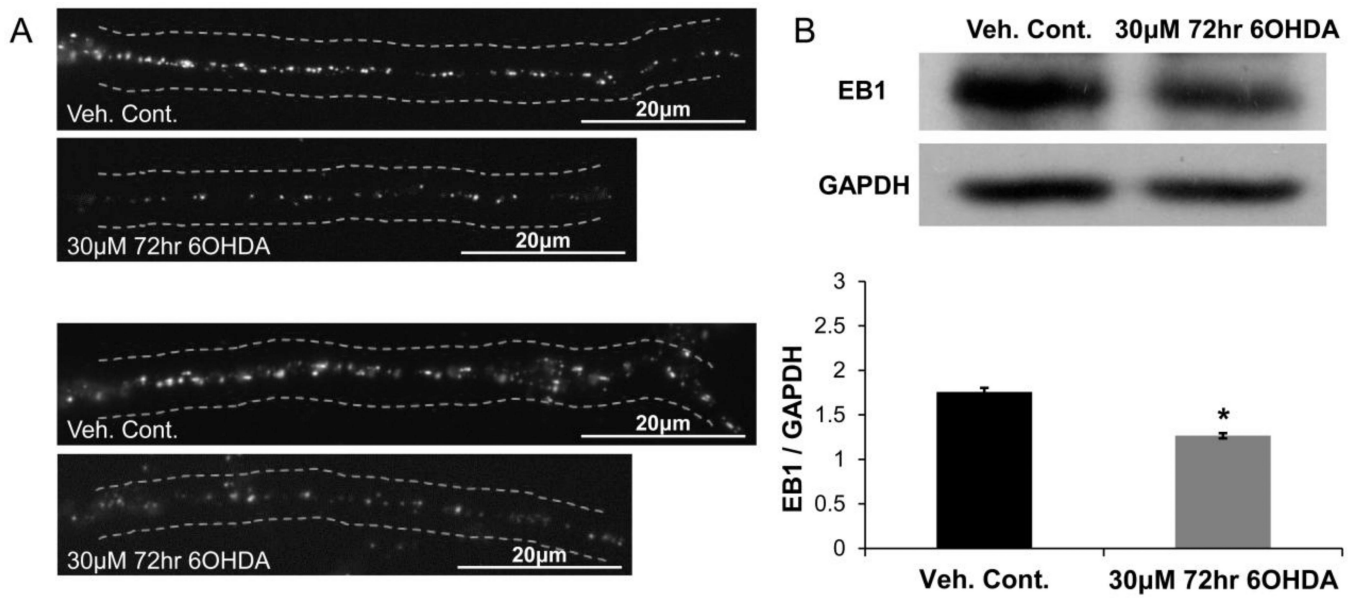 A
Veh. Cont.
20µm
30µM 72hr 6OHDA
20µm
Veh. Cont.
20µm
30µM 72hr 6OHDA
20µm
B
Veh. Cont. 30µM 72hr 6OHDA
EB1
GAPDH
EB1 / GAPDH
3
2.5
2
1.5
1
0.5
0
*
Veh. Cont. 30µM 72hr 6OHDA